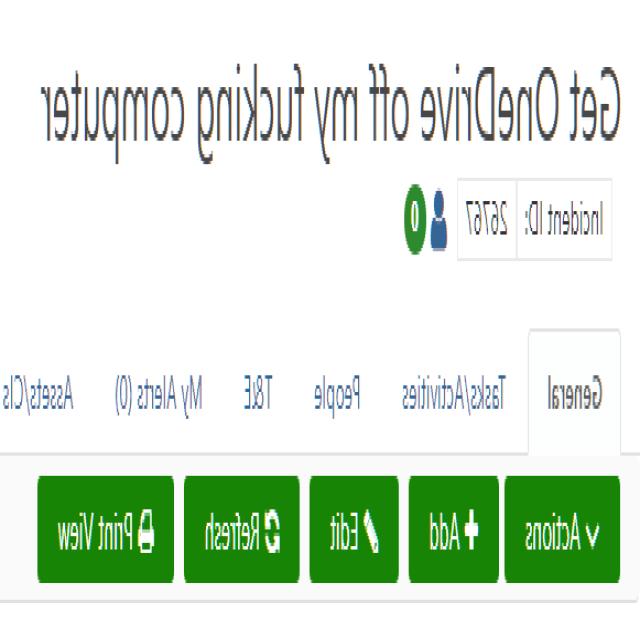 Get OneDrive off my fucking computer
Incident ID: 26767 0
General Tasks/Activities People T&E My Alerts (0) Assets/CIs
Actions Add Edit Refresh Print View